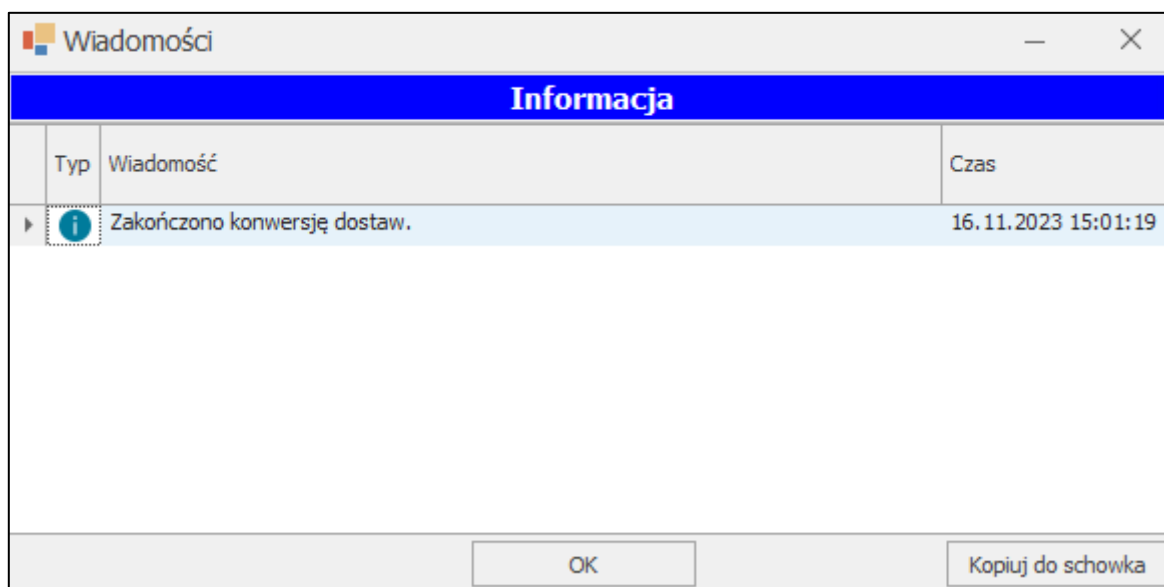 Wiadomości
Informacja
Typ Wiadomość Czas
Zakończono konwersję dostaw. 16.11.2023 15:01:19
OK Kopiuj do schowka